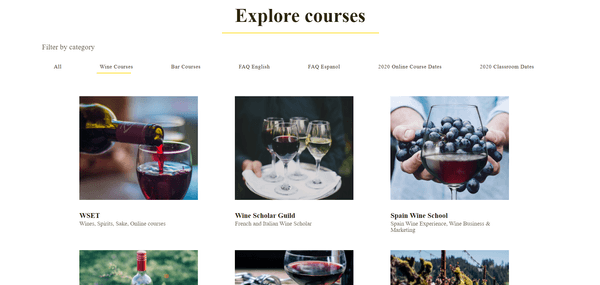 Explore courses
Filter by category
All
Wine Courses
Bar Courses
FAQ English
FAQ Espanol
2020 Online Course Dates
2020 Classroom Dates
WSET
Wines, Spirits, Sake, Online courses
Wine Scholar Guild
French and Italian Wine Scholar
Spain Wine School
Spain Wine Experience, Wine Business &
Marketing